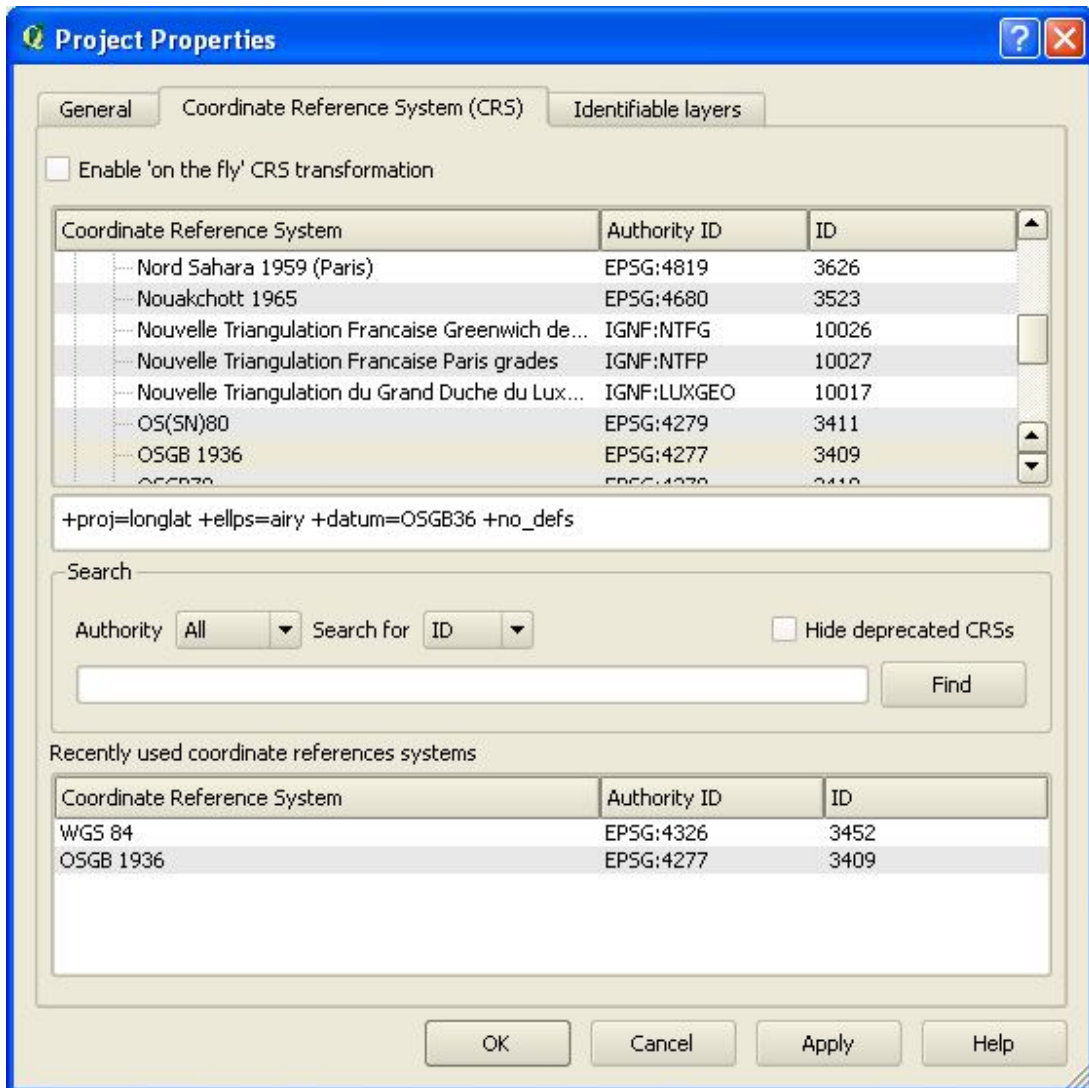 Project Properties
General Coordinate Reference System (CRS) Identifiable layers
Enable 'on the fly' CRS transformation
Coordinate Reference System Authority ID ID
Nord Sahara 1959 (Paris) EPSG:4819 3626
Nouakchott 1965 EPSG:4680 3523
Nouvelle Triangulation Francaise Greenwich de... IGNF:NTFG 10026
Nouvelle Triangulation Francaise Paris grades IGNF:NTFP 10027
Nouvelle Triangulation du Grand Duche du Lux... IGNF:LUXGEO 10017
OS(SN)80 EPSG:4279 3411
OSGB 1936 EPSG:4277 3409
+proj=longlat +ellps=airy +datum=OSGB36 +no_defs
Search
Authority All Search for ID Hide deprecated CRSs
Find
Recently used coordinate references systems
Coordinate Reference System Authority ID ID
WGS 84 EPSG:4326 3452
OSGB 1936 EPSG:4277 3409
OK Cancel Apply Help